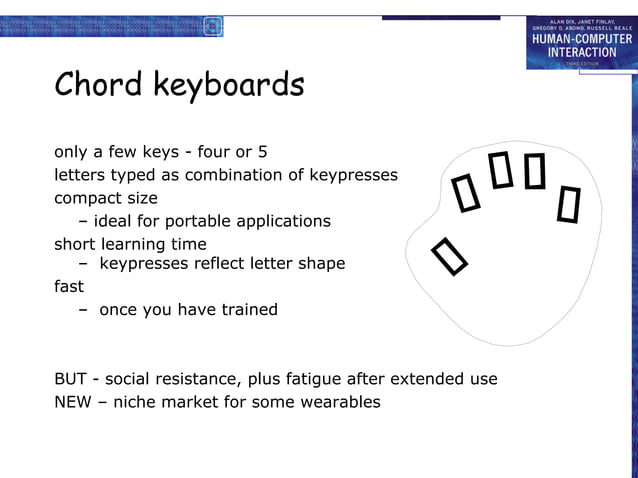 ALAN DIX, JANET FINLAY,
GREGORY D. ABOWD, RUSSELL BEALE
HUMAN-COMPUTER
INTERACTION
THIRD EDITION
Chord keyboards
only a few keys - four or 5
letters typed as combination of keypresses
compact size
– ideal for portable applications
short learning time
– keypresses reflect letter shape
fast
– once you have trained
BUT - social resistance, plus fatigue after extended use
NEW – niche market for some wearables